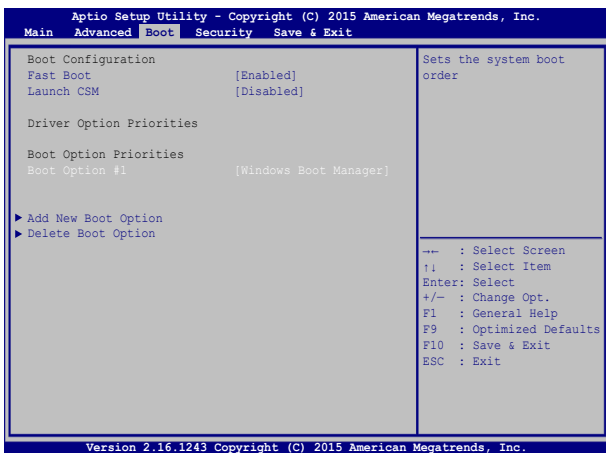 Aptio Setup Utility - Copyright (C) 2015 American Megatrends, Inc.
Main Advanced Boot Security Save & Exit
Boot Configuration
Fast Boot [Enabled]
Launch CSM [Disabled]
Driver Option Priorities
Boot Option Priorities
Boot Option #1 [Windows Boot Manager]
▶ Add New Boot Option
▶ Delete Boot Option
Sets the system boot
order
→← : Select Screen
↑↓ : Select Item
Enter: Select
+/— : Change Opt.
F1 : General Help
F9 : Optimized Defaults
F10 : Save & Exit
ESC : Exit
Version 2.16.1243 Copyright (C) 2015 American Megatrends, Inc.